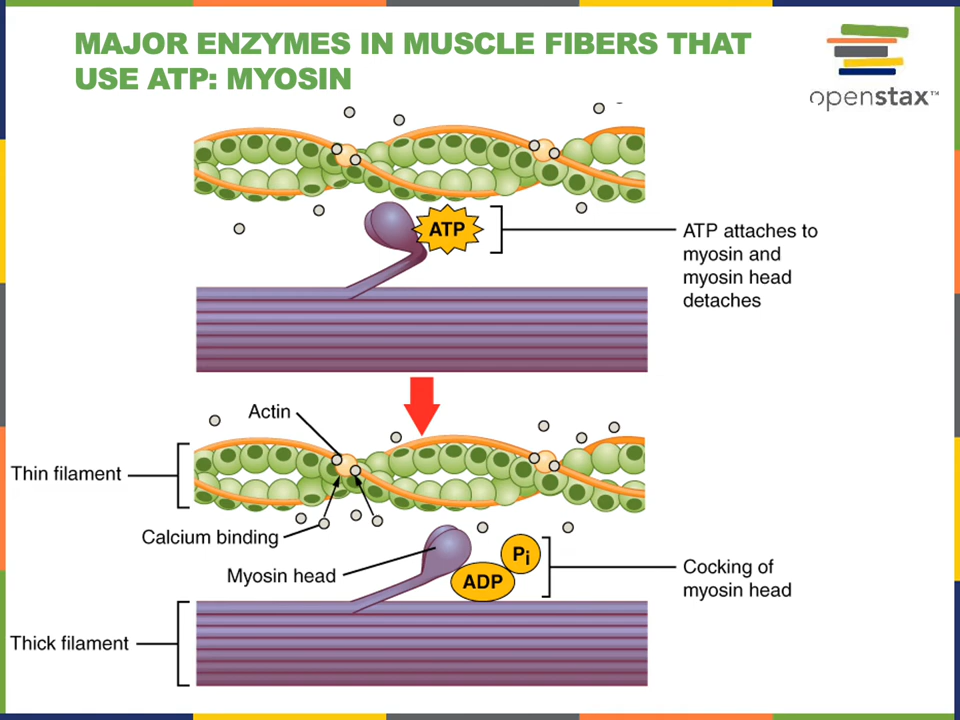 MAJOR ENZYMES IN MUSCLE FIBERS THAT
USE ATP: MYOSIN
openstax™
ATP
ATP attaches to
myosin and
myosin head
detaches
Actin
Thin filament
Calcium binding
Myosin head
Pi
ADP
Cocking of
myosin head
Thick filament